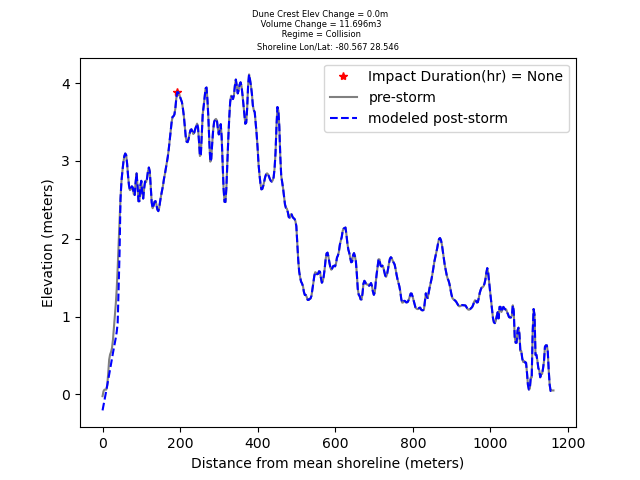 Dune Crest Elev Change = 0.0m
Volume Change = 11.696m3
Regime = Collision
Shoreline Lon/Lat: -80.567 28.546
Impact Duration(hr) = None
pre-storm
modeled post-storm
Elevation (meters)
4
3
2
1
0
0 200 400 600 800 1000 1200
Distance from mean shoreline (meters)